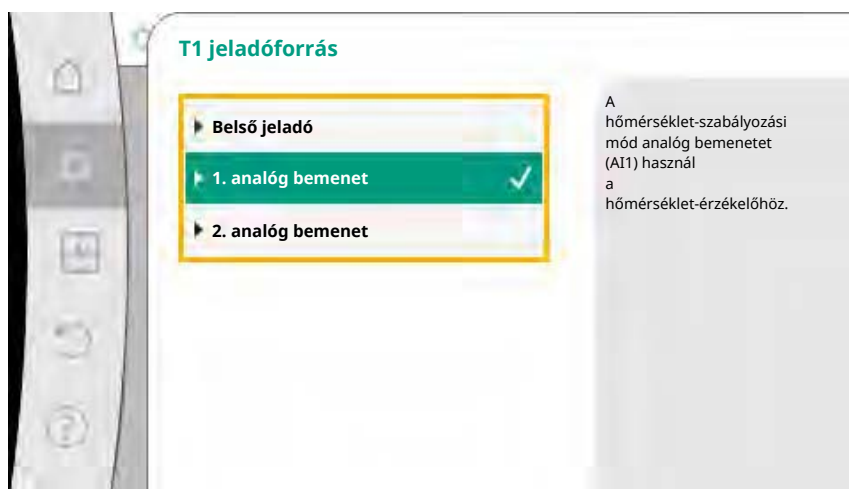 T1 jeladóforrás
Belső jeladó
1. analóg bemenet
2. analóg bemenet
A
hőmérséklet-szabályozási
mód analóg bemenetet
(AI1) használ
a
hőmérséklet-érzékelőhöz.